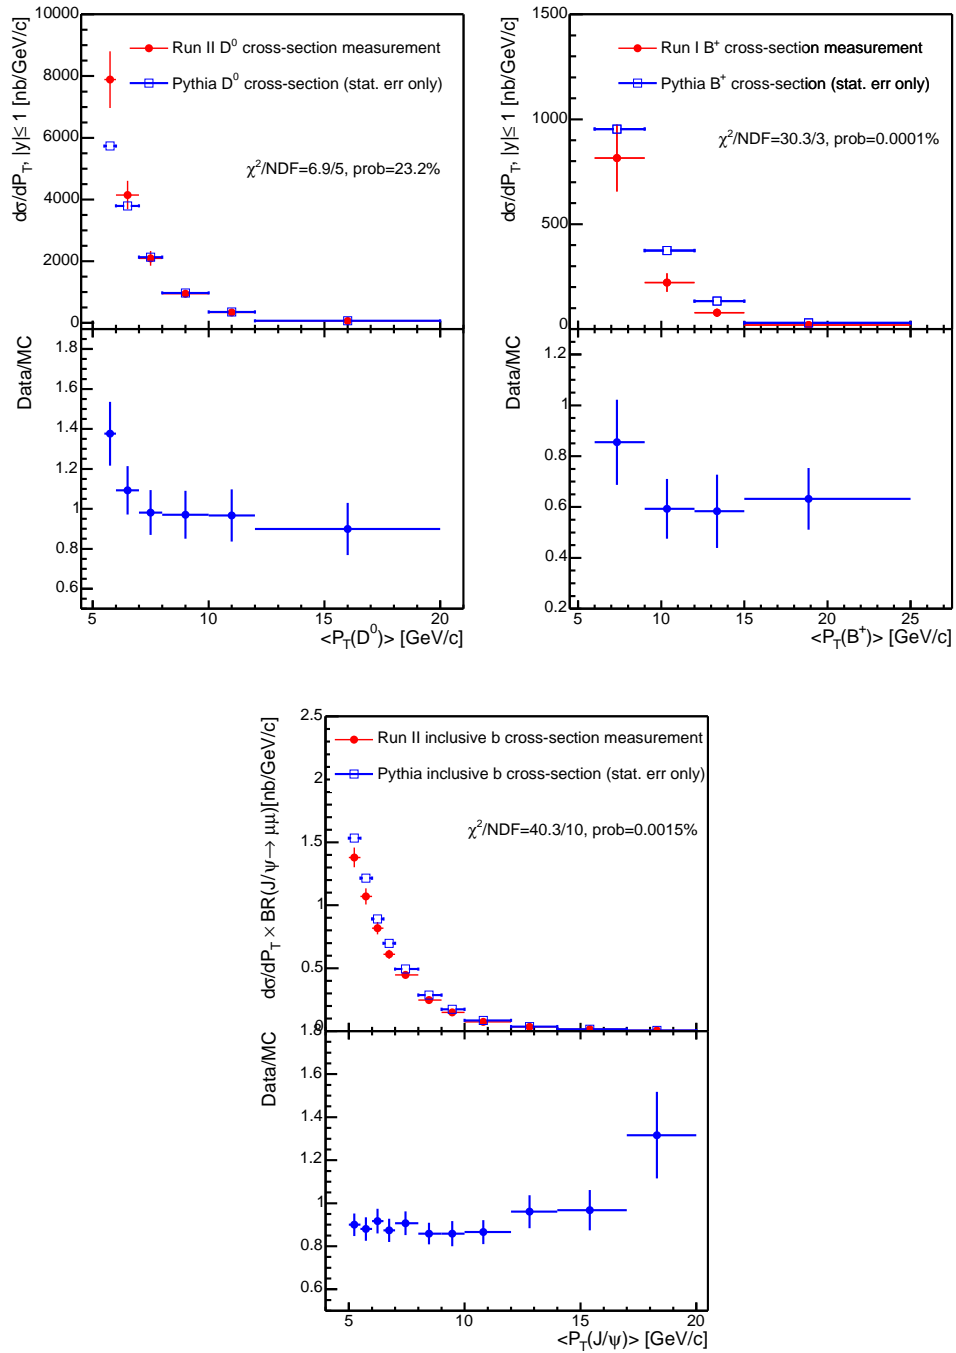 10000
8000
6000
4000
2000
0
dσ/dP_T, |y|≤ 1 [nb/GeV/c]
Run II D⁰ cross-section measurement
Pythia D⁰ cross-section (stat. err only)
χ²/NDF=6.9/5, prob=23.2%
1.8
1.6
1.4
1.2
1
0.8
0.6
Data/MC
5 10 15 20
<P_T(D⁰)> [GeV/c]
1500
1000
500
0
dσ/dP_T, |y|≤ 1 [nb/GeV/c]
Run I B⁺ cross-section measurement
Pythia B⁺ cross-section (stat. err only)
χ²/NDF=30.3/3, prob=0.0001%
1.2
1
0.8
0.6
0.4
0.2
Data/MC
5 10 15 20 25
<P_T(B⁺)> [GeV/c]
2.5
2
1.5
1
0.5
0
dσ/dP_T × BR(J/ψ→ μμ)[nb/GeV/c]
Run II inclusive b cross-section measurement
Pythia inclusive b cross-section (stat. err only)
χ²/NDF=40.3/10, prob=0.0015%
1.8
1.6
1.4
1.2
1
0.8
0.6
Data/MC
5 10 15 20
<P_T(J/ψ)> [GeV/c]